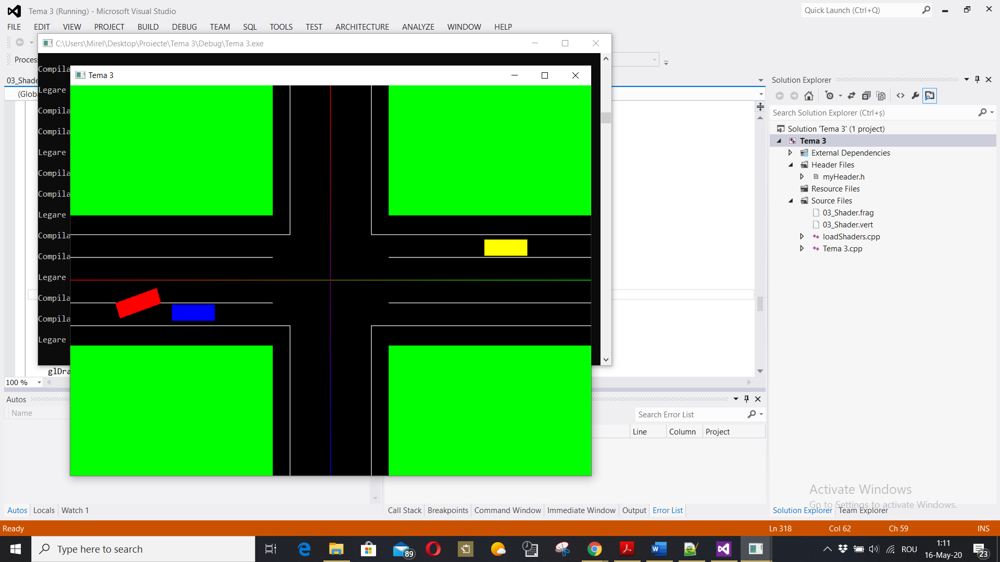 Tema 3 (Running) - Microsoft Visual Studio
Quick Launch (Ctrl+Q)
FILE EDIT VIEW PROJECT BUILD DEBUG TEAM SQL TOOLS TEST ARCHITECTURE ANALYZE WINDOW HELP
C:\Users\Mirel\Desktop\Proiecte\Tema 3\Debug\Tema 3.exe
Proces
Compila
Tema 3
03_Shade
Legare
(Globa
Compila
Compila
Legare
Compila
Compila
Legare
Compila
Compila
Legare
Compila
Compila
Legare
glDra
100 %
Solution Explorer
Search Solution Explorer (Ctrl+ș)
Solution 'Tema 3' (1 project)
Tema 3
External Dependencies
Header Files
myHeader.h
Resource Files
Source Files
03_Shader.frag
03_Shader.vert
loadShaders.cpp
Tema 3.cpp
Autos
Name
Search Error List
Line Column Project
Activate Windows
Go to Settings to activate Windows.
Autos Locals Watch 1
Call Stack Breakpoints Command Window Immediate Window Output Error List
Solution Explorer Team Explorer
Ready
Ln 318 Col 62 Ch 59 INS
Type here to search
89
ROU
1:11
16-May-20
23